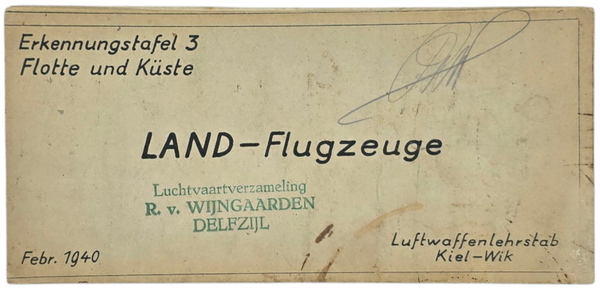 Erkennungstafel 3
Flotte und Küste
LAND-Flugzeuge
Luchtvaartverzameling
R. v. WIJNGAARDEN
DELFZIJL
Febr. 1940
Luftwaffenlehrstab
Kiel-Wik